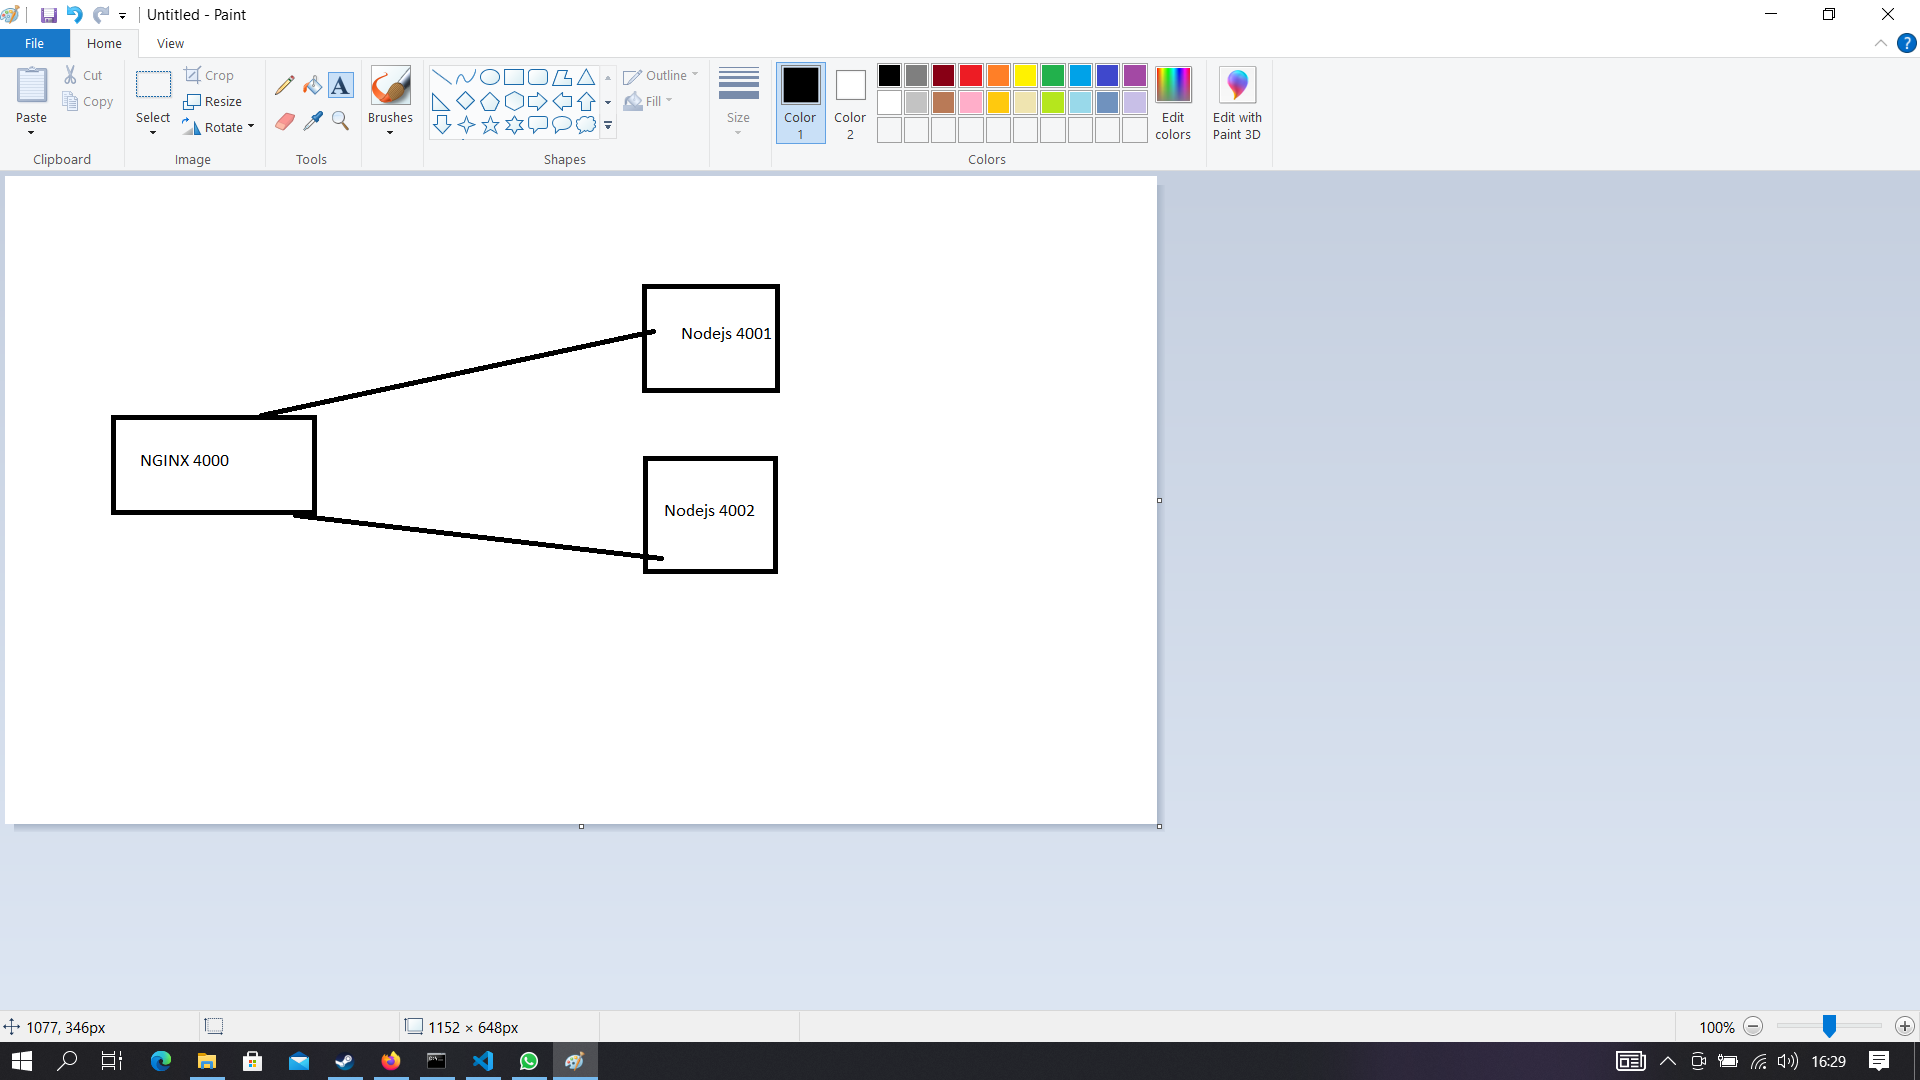 Untitled - Paint
File
Home
View
Paste
Cut
Copy
Clipboard
Select
Crop
Resize
Rotate
Image
A
Tools
Brushes
Shapes
Outline
Fill
Size
Color
1
Color
2
Edit
colors
Colors
Edit with
Paint 3D
?
Nodejs 4001
NGINX 4000
Nodejs 4002
1077, 346px
1152 × 648px
100%
16:29